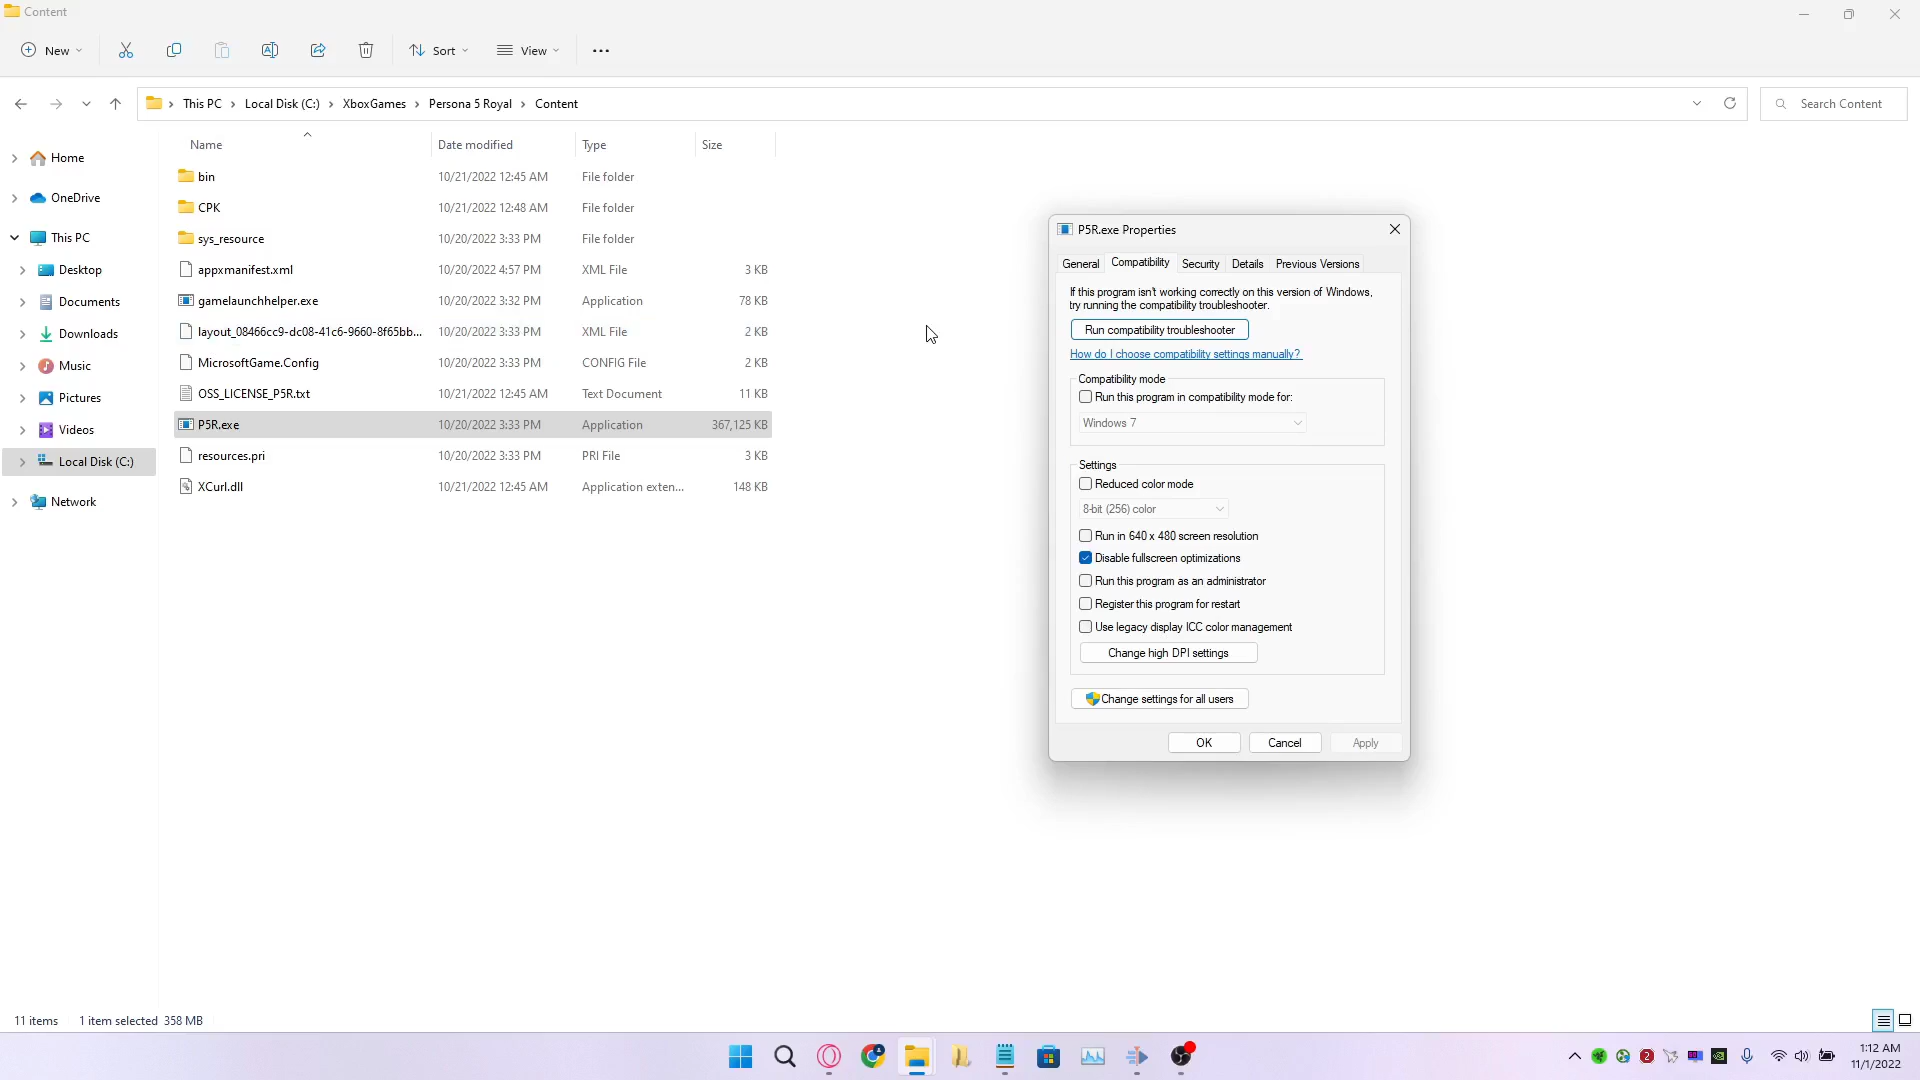 Content
New
Sort
View
This PC
Local Disk (C:)
XboxGames
Persona 5 Royal
Content
Search Content
Name
Date modified
Type
Size
Home
OneDrive
This PC
Desktop
Documents
Downloads
Music
Pictures
Videos
Local Disk (C:)
Network
bin 10/21/2022 12:45 AM File folder
CPK 10/21/2022 12:48 AM File folder
sys_resource 10/20/2022 3:33 PM File folder
appxmanifest.xml 10/20/2022 4:57 PM XML File 3 KB
gamelaunchhelper.exe 10/20/2022 3:32 PM Application 78 KB
layout_08466cc9-dc08-41c6-9660-8f65bb... 10/20/2022 3:33 PM XML File 2 KB
MicrosoftGame.Config 10/20/2022 3:33 PM CONFIG File 2 KB
OSS_LICENSE_P5R.txt 10/21/2022 12:45 AM Text Document 11 KB
P5R.exe 10/20/2022 3:33 PM Application 367,125 KB
resources.pri 10/20/2022 3:33 PM PRI File 3 KB
XCurl.dll 10/21/2022 12:45 AM Application exten... 148 KB
P5R.exe Properties
General Compatibility Security Details Previous Versions
If this program isn't working correctly on this version of Windows,
try running the compatibility troubleshooter.
Run compatibility troubleshooter
How do I choose compatibility settings manually?
Compatibility mode
Run this program in compatibility mode for:
Windows 7
Settings
Reduced color mode
8-bit (256) color
Run in 640 x 480 screen resolution
Disable fullscreen optimizations
Run this program as an administrator
Register this program for restart
Use legacy display ICC color management
Change high DPI settings
Change settings for all users
OK Cancel Apply
11 items 1 item selected 358 MB
2
1:12 AM
11/1/2022